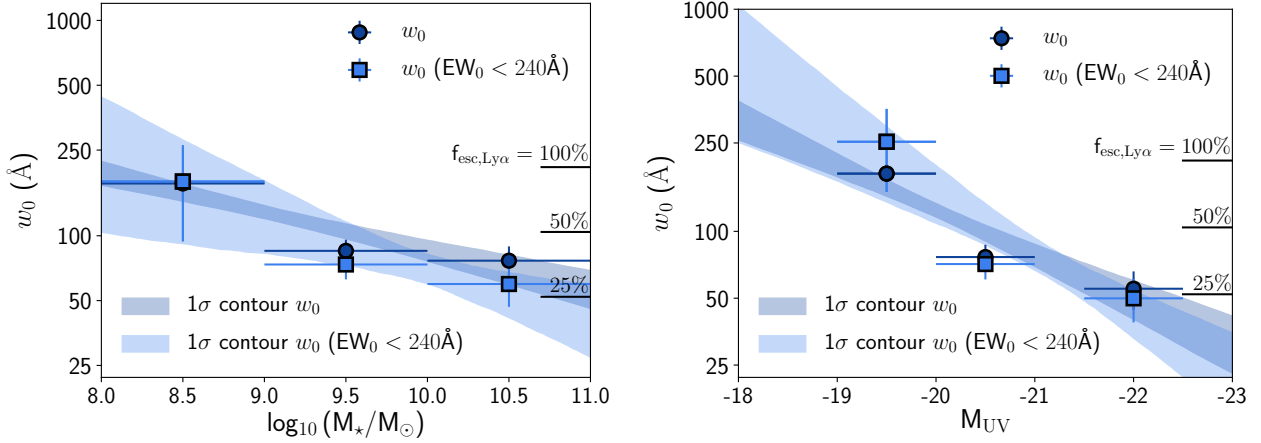 1000
500
250
100
50
25
w₀ (Å)
w₀
w₀ (EW₀ < 240Å)
f_esc,Lyα = 100%
50%
25%
1σ contour w₀
1σ contour w₀ (EW₀ < 240Å)
8.0 8.5 9.0 9.5 10.0 10.5 11.0
log₁₀(M⋆/M⊙)
1000
500
250
100
50
25
w₀ (Å)
w₀
w₀ (EW₀ < 240Å)
f_esc,Lyα = 100%
50%
25%
1σ contour w₀
1σ contour w₀ (EW₀ < 240Å)
-18 -19 -20 -21 -22 -23
M_UV